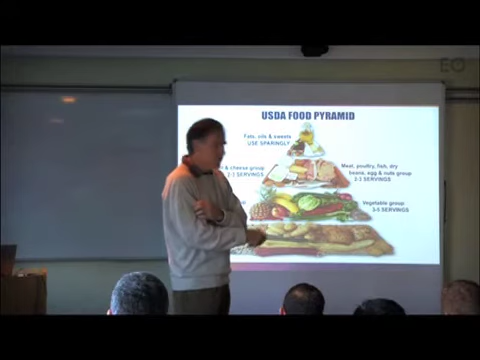 EO
USDA FOOD PYRAMID
Fats, oils & sweets
USE SPARINGLY
& cheese group
2-3 SERVINGS
Meat, poultry, fish, dry
beans, egg & nuts group
2-3 SERVINGS
Vegetable group
3-5 SERVINGS